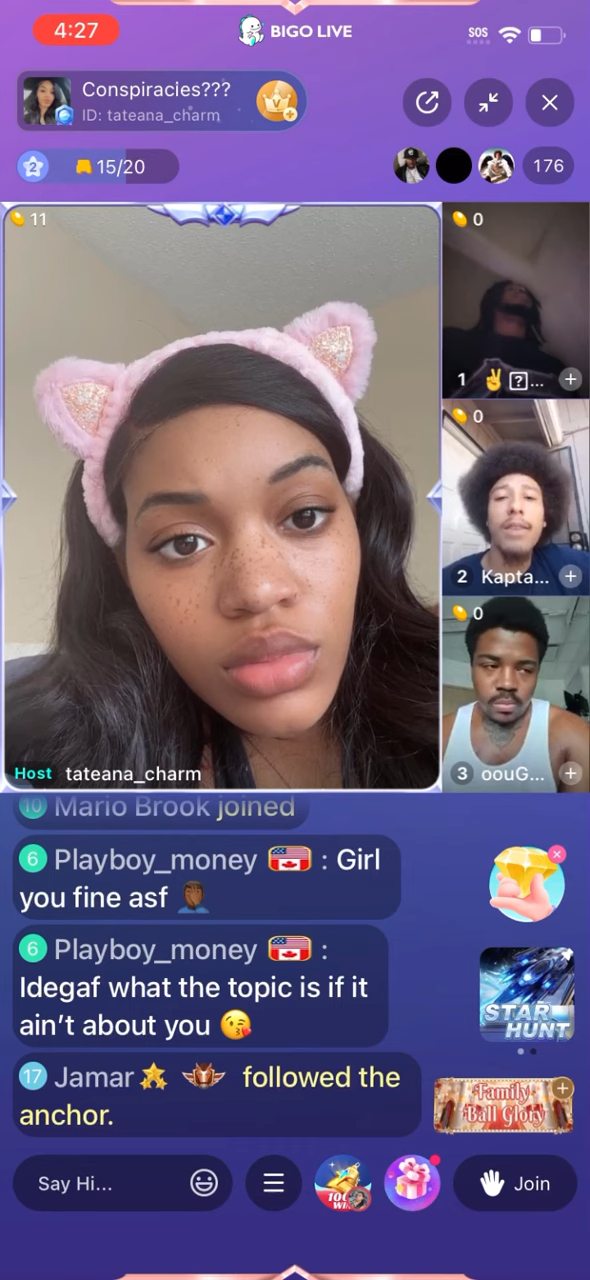 4:27
BIGO LIVE
SOS
Conspiracies???
ID: tateana_charm
2
15/20
176
11
0
1 ✌️ ⍰...
0
2 Kapta...
0
3 oouG...
Host tateana_charm
10 Mario Brook joined
6 Playboy_money : Girl
you fine asf 🤦🏾‍♂️
6 Playboy_money :
Idegaf what the topic is if it
ain’t about you 😘
17 Jamar followed the
anchor.
STAR
HUNT
Family
Ball Glory
Say Hi...
Join